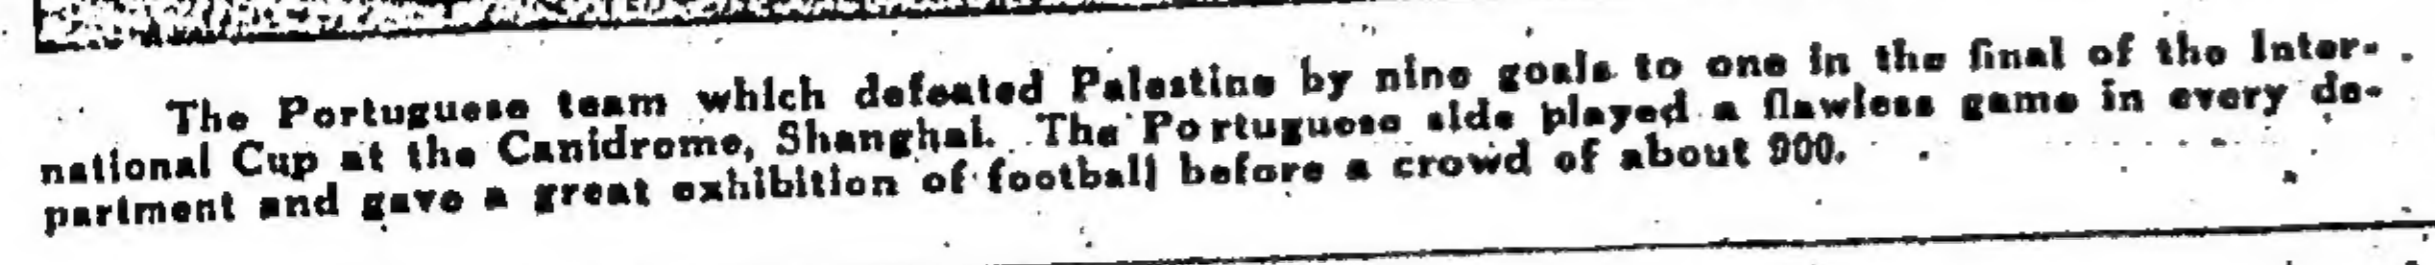 The Portuguese team which defeated Palestine by nine goals to one in the final of the Inter-
national Cup at the Canidrome, Shanghai. The Portuguese side played a flawless game in every de-
partment and gave a great exhibition of football before a crowd of about 900.